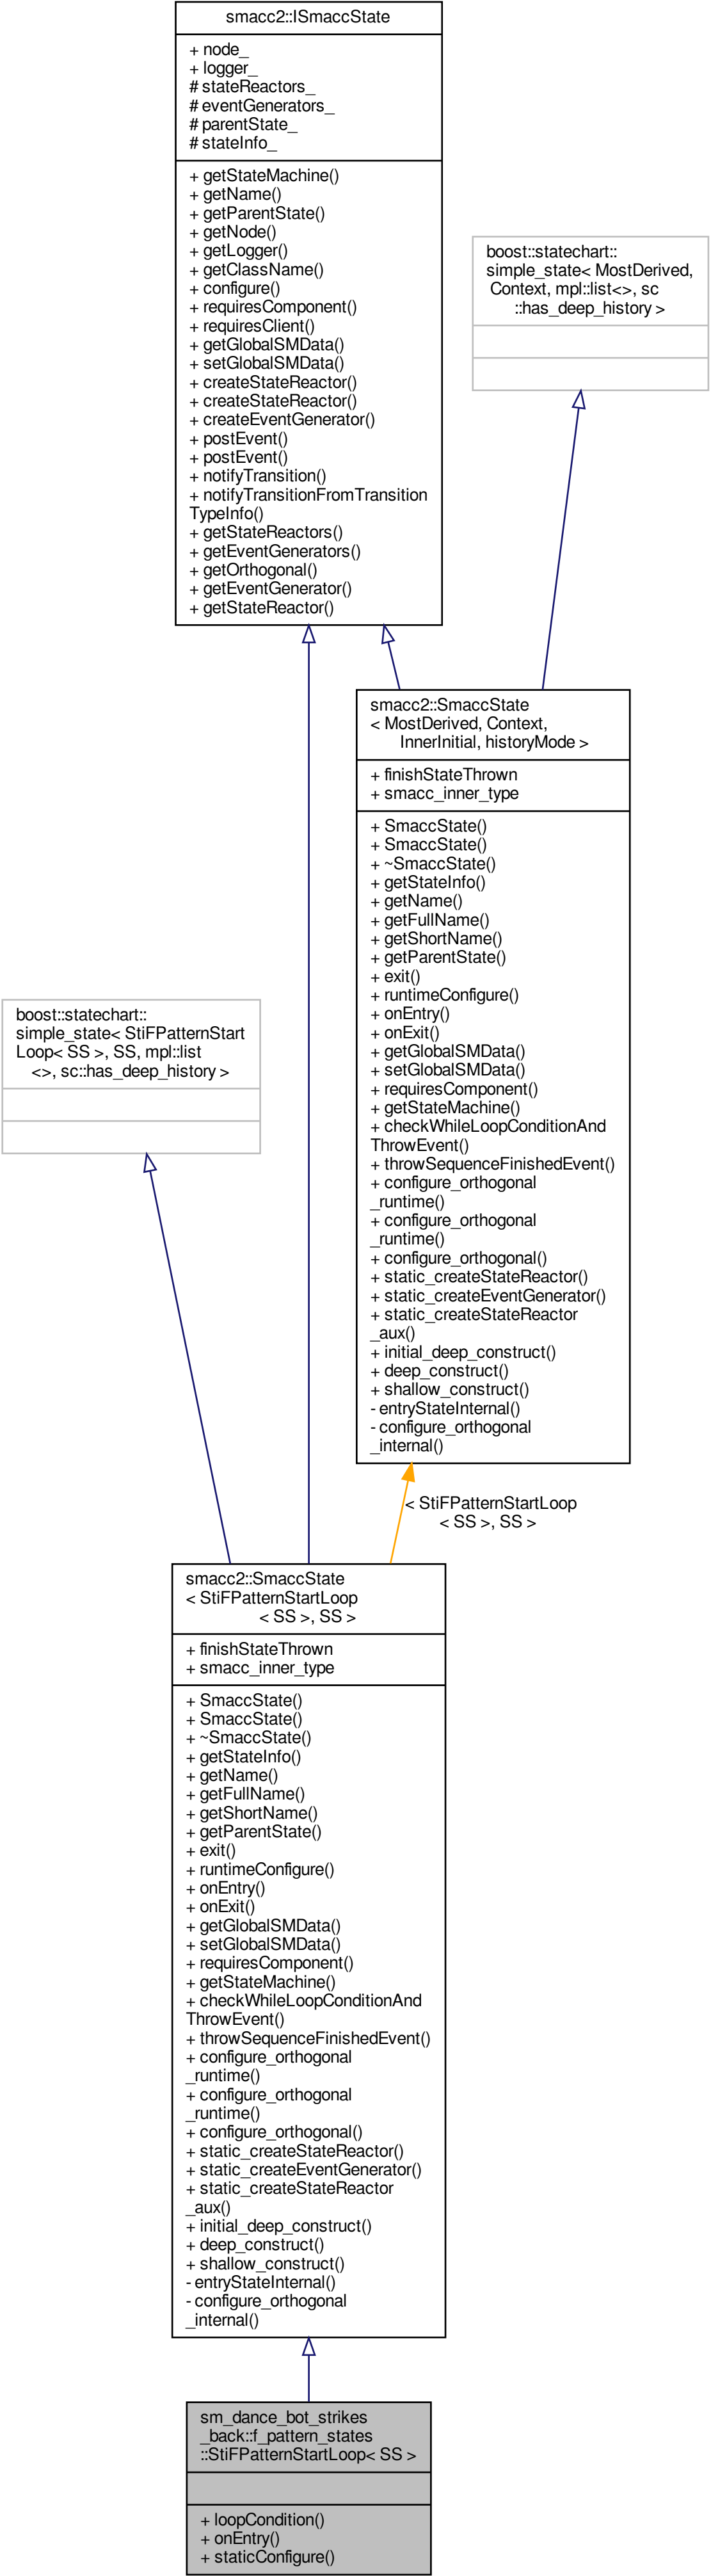 smacc2::ISmaccState
+ node_
+ logger_
# stateReactors_
# eventGenerators_
# parentState_
# stateInfo_
+ getStateMachine()
+ getName()
+ getParentState()
+ getNode()
+ getLogger()
+ getClassName()
+ configure()
+ requiresComponent()
+ requiresClient()
+ getGlobalSMData()
+ setGlobalSMData()
+ createStateReactor()
+ createStateReactor()
+ createEventGenerator()
+ postEvent()
+ postEvent()
+ notifyTransition()
+ notifyTransitionFromTransition
TypeInfo()
+ getStateReactors()
+ getEventGenerators()
+ getOrthogonal()
+ getEventGenerator()
+ getStateReactor()
boost::statechart::
simple_state< MostDerived,
Context, mpl::list<>, sc
::has_deep_history >
smacc2::SmaccState
< MostDerived, Context,
InnerInitial, historyMode >
+ finishStateThrown
+ smacc_inner_type
+ SmaccState()
+ SmaccState()
+ ~SmaccState()
+ getStateInfo()
+ getName()
+ getFullName()
+ getShortName()
+ getParentState()
+ exit()
+ runtimeConfigure()
+ onEntry()
+ onExit()
+ getGlobalSMData()
+ setGlobalSMData()
+ requiresComponent()
+ getStateMachine()
+ checkWhileLoopConditionAnd
ThrowEvent()
+ throwSequenceFinishedEvent()
+ configure_orthogonal
_runtime()
+ configure_orthogonal
_runtime()
+ configure_orthogonal()
+ static_createStateReactor()
+ static_createEventGenerator()
+ static_createStateReactor
_aux()
+ initial_deep_construct()
+ deep_construct()
+ shallow_construct()
- entryStateInternal()
- configure_orthogonal
_internal()
boost::statechart::
simple_state< StiFPatternStart
Loop< SS >, SS, mpl::list
<>, sc::has_deep_history >
< StiFPatternStartLoop
< SS >, SS >
smacc2::SmaccState
< StiFPatternStartLoop
< SS >, SS >
+ finishStateThrown
+ smacc_inner_type
+ SmaccState()
+ SmaccState()
+ ~SmaccState()
+ getStateInfo()
+ getName()
+ getFullName()
+ getShortName()
+ getParentState()
+ exit()
+ runtimeConfigure()
+ onEntry()
+ onExit()
+ getGlobalSMData()
+ setGlobalSMData()
+ requiresComponent()
+ getStateMachine()
+ checkWhileLoopConditionAnd
ThrowEvent()
+ throwSequenceFinishedEvent()
+ configure_orthogonal
_runtime()
+ configure_orthogonal
_runtime()
+ configure_orthogonal()
+ static_createStateReactor()
+ static_createEventGenerator()
+ static_createStateReactor
_aux()
+ initial_deep_construct()
+ deep_construct()
+ shallow_construct()
- entryStateInternal()
- configure_orthogonal
_internal()
sm_dance_bot_strikes
_back::f_pattern_states
::StiFPatternStartLoop< SS >
+ loopCondition()
+ onEntry()
+ staticConfigure()